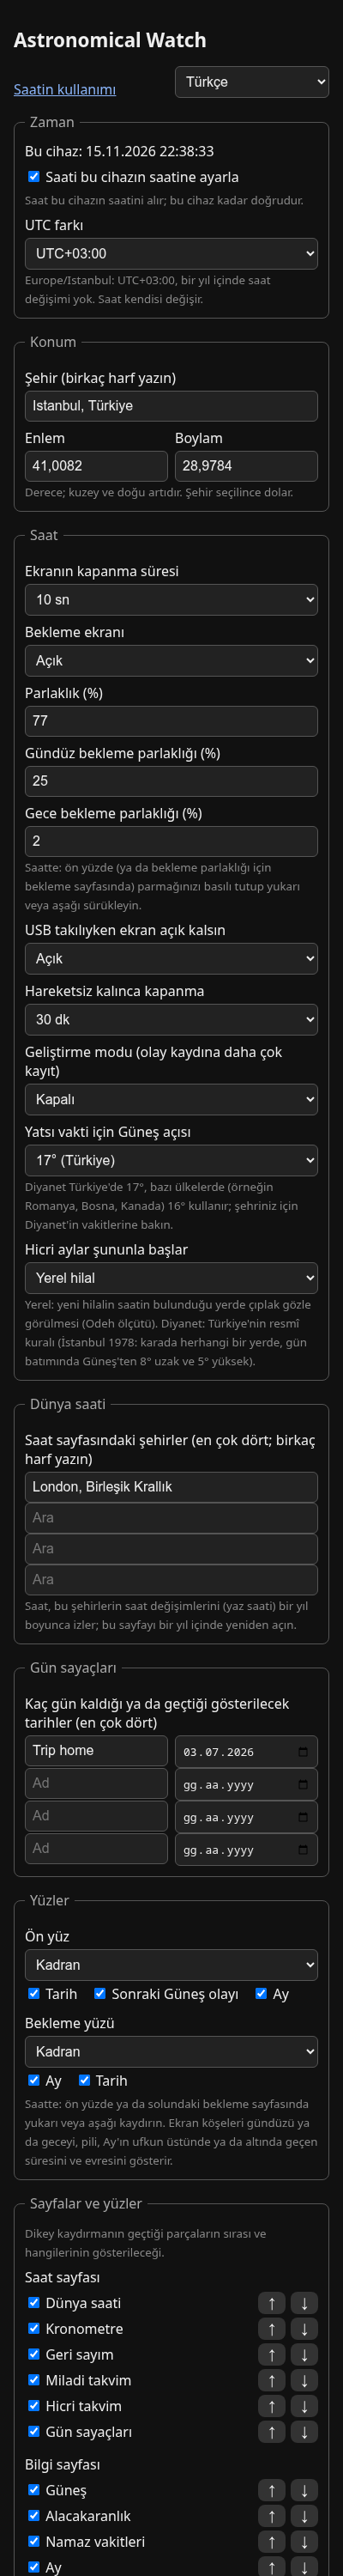 Astronomical Watch
Saatin kullanımı
Türkçe
Zaman
Bu cihaz: 15.11.2026 22:38:33
Saati bu cihazın saatine ayarla
Saat bu cihazın saatini alır; bu cihaz kadar doğrudur.
UTC farkı
UTC+03:00
Europe/Istanbul: UTC+03:00, bir yıl içinde saat
değişimi yok. Saat kendisi değişir.
Konum
Şehir (birkaç harf yazın)
Istanbul, Türkiye
Enlem Boylam
41,0082 28,9784
Derece; kuzey ve doğu artıdır. Şehir seçilince dolar.
Saat
Ekranın kapanma süresi
10 sn
Bekleme ekranı
Açık
Parlaklık (%)
77
Gündüz bekleme parlaklığı (%)
25
Gece bekleme parlaklığı (%)
2
Saatte: ön yüzde (ya da bekleme parlaklığı için
bekleme sayfasında) parmağınızı basılı tutup yukarı
veya aşağı sürükleyin.
USB takılıyken ekran açık kalsın
Açık
Hareketsiz kalınca kapanma
30 dk
Geliştirme modu (olay kaydına daha çok
kayıt)
Kapalı
Yatsı vakti için Güneş açısı
17° (Türkiye)
Diyanet Türkiye'de 17°, bazı ülkelerde (örneğin
Romanya, Bosna, Kanada) 16° kullanır; şehriniz için
Diyanet'in vakitlerine bakın.
Hicri aylar şununla başlar
Yerel hilal
Yerel: yeni hilalin saatin bulunduğu yerde çıplak gözle
görülmesi (Odeh ölçütü). Diyanet: Türkiye'nin resmî
kuralı (İstanbul 1978: karada herhangi bir yerde, gün
batımında Güneş'ten 8° uzak ve 5° yüksek).
Dünya saati
Saat sayfasındaki şehirler (en çok dört; birkaç
harf yazın)
London, Birleşik Krallık
Ara
Ara
Ara
Saat, bu şehirlerin saat değişimlerini (yaz saati) bir yıl
boyunca izler; bu sayfayı bir yıl içinde yeniden açın.
Gün sayaçları
Kaç gün kaldığı ya da geçtiği gösterilecek
tarihler (en çok dört)
Trip home 03.07.2026
Ad gg.aa.yyyy
Ad gg.aa.yyyy
Ad gg.aa.yyyy
Yüzler
Ön yüz
Kadran
Tarih Sonraki Güneş olayı Ay
Bekleme yüzü
Kadran
Ay Tarih
Saatte: ön yüzde ya da solundaki bekleme sayfasında
yukarı veya aşağı kaydırın. Ekran köşeleri gündüzü ya
da geceyi, pili, Ay'ın ufkun üstünde ya da altında geçen
süresini ve evresini gösterir.
Sayfalar ve yüzler
Dikey kaydırmanın geçtiği parçaların sırası ve
hangilerinin gösterileceği.
Saat sayfası
Dünya saati ↑ ↓
Kronometre ↑ ↓
Geri sayım ↑ ↓
Miladi takvim ↑ ↓
Hicri takvim ↑ ↓
Gün sayaçları ↑ ↓
Bilgi sayfası
Güneş ↑ ↓
Alacakaranlık ↑ ↓
Namaz vakitleri ↑ ↓
Ay ↑ ↓